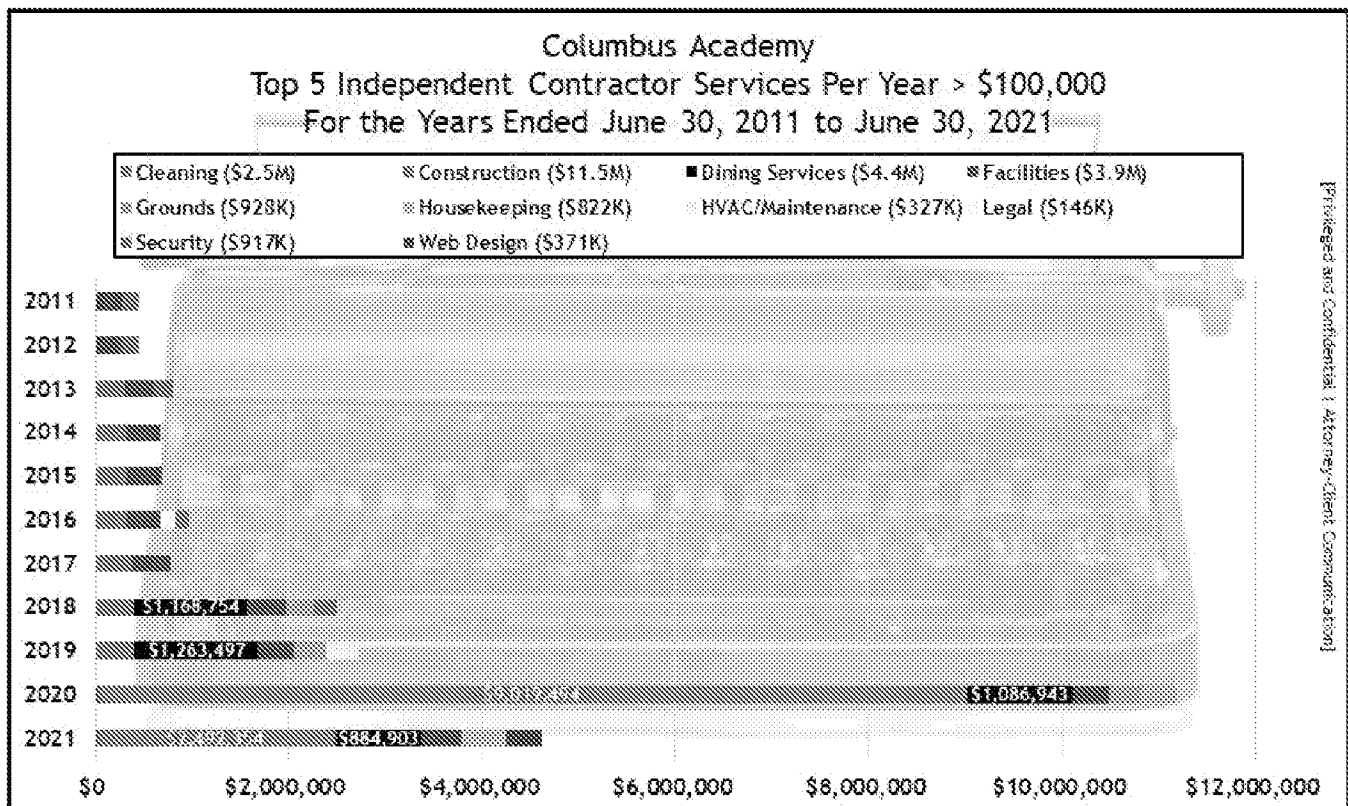 Columbus Academy
Top 5 Independent Contractor Services Per Year > $100,000
For the Years Ended June 30, 2011 to June 30, 2021
Cleaning ($2.5M) Construction ($11.5M) Dining Services ($4.4M) Facilities ($3.9M)
Grounds ($928K) Housekeeping ($822K) HVAC/Maintenance ($327K) Legal ($146K)
Security ($917K) Web Design ($371K)
[Privileged and Confidential | Attorney-Client Communication]
2011
2012
2013
2014
2015
2016
2017
2018 $1,168,754
2019 $1,263,497
2020 $1,086,943
2021 $884,903
$0 $2,000,000 $4,000,000 $6,000,000 $8,000,000 $10,000,000 $12,000,000